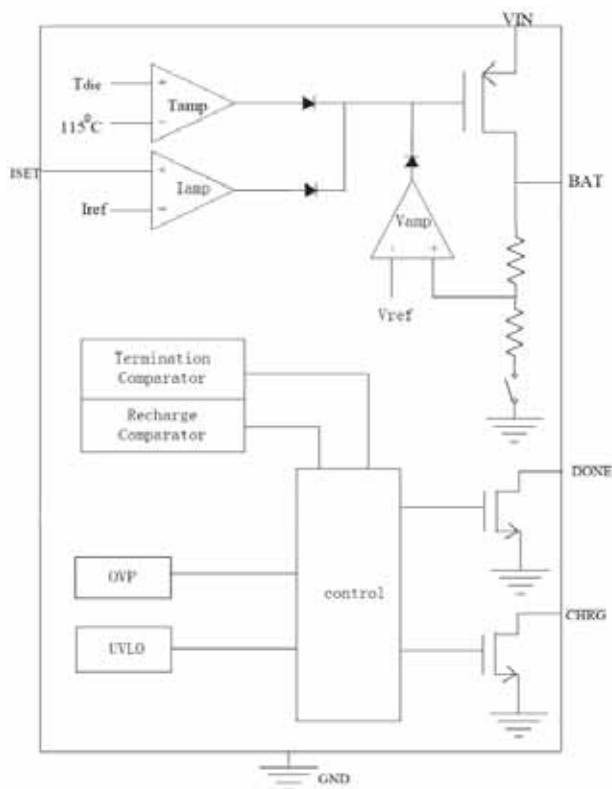 VIN
Tdie
+
Tamp
115°C
-
ISET
+
Iamp
Iref
-
BAT
Vamp
- +
Vref
Termination
Comparator
Recharge
Comparator
DONE
OVP
control
CHRG
UVLO
GND